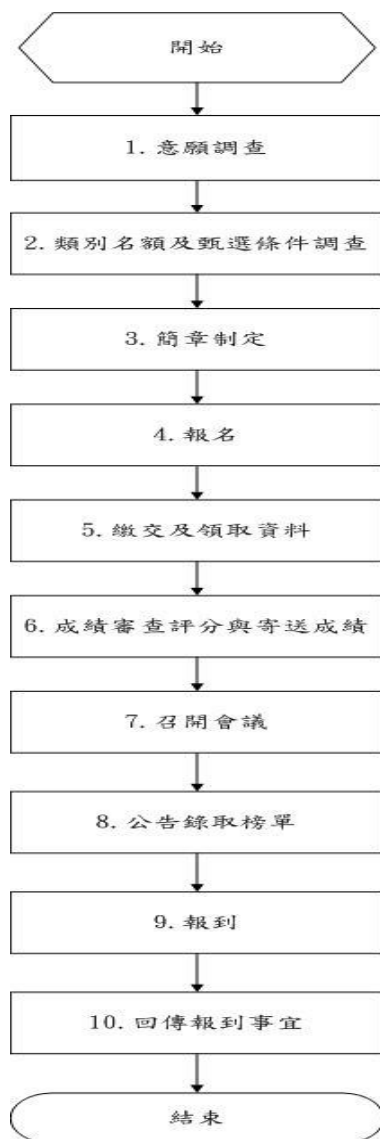 開始
1. 意願調查
2. 類別名額及甄選條件調查
3. 簡章制定
4. 報名
5. 繳交及領取資料
6. 成績審查評分與寄送成績
7. 召開會議
8. 公告錄取榜單
9. 報到
10. 回傳報到事宜
結束